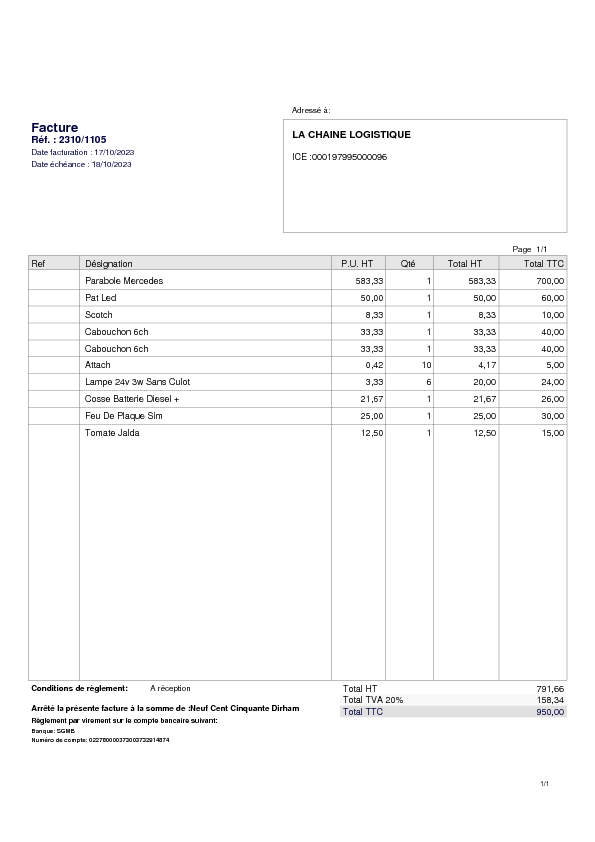 Adressé à:
Facture
Réf. : 2310/1105
Date facturation : 17/10/2023
Date échéance : 18/10/2023
LA CHAINE LOGISTIQUE
ICE :000197995000096
Page 1/1
Ref Désignation P.U. HT Qté Total HT Total TTC
Parabole Mercedes 583,33 1 583,33 700,00
Pat Led 50,00 1 50,00 60,00
Scotch 8,33 1 8,33 10,00
Cabouchon 6ch 33,33 1 33,33 40,00
Cabouchon 6ch 33,33 1 33,33 40,00
Attach 0,42 10 4,17 5,00
Lampe 24v 3w Sans Culot 3,33 6 20,00 24,00
Cosse Batterie Diesel + 21,67 1 21,67 26,00
Feu De Plaque Sim 25,00 1 25,00 30,00
Tomate Jalda 12,50 1 12,50 15,00
Conditions de règlement: A réception
Total HT 791,66
Total TVA 20% 158,34
Total TTC 950,00
Arrêté la présente facture à la somme de :Neuf Cent Cinquante Dirham
Règlement par virement sur le compte bancaire suivant:
Banque: SGMB
Numéro de compte:
1/1